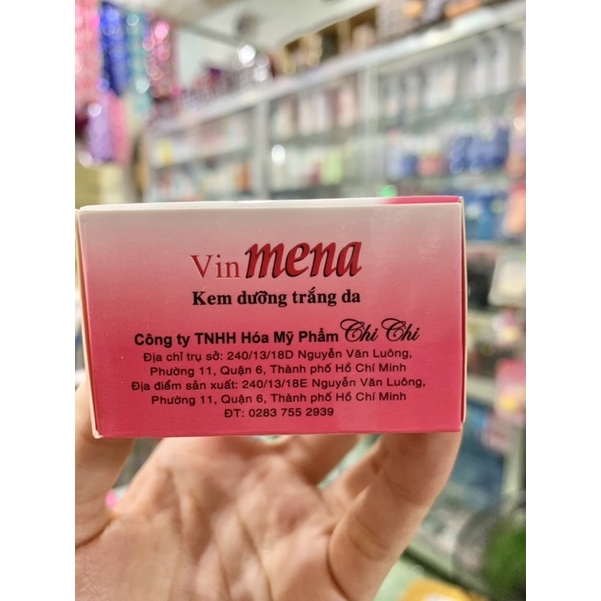 Vin mena
Kem dưỡng trắng da
Công ty TNHH Hóa Mỹ Phẩm Chi Chi
Địa chỉ trụ sở: 240/13/18D Nguyễn Văn Luông,
Phường 11, Quận 6, Thành phố Hồ Chí Minh
Địa điểm sản xuất: 240/13/18E Nguyễn Văn Luông,
Phường 11, Quận 6, Thành phố Hồ Chí Minh
ĐT: 0283 755 2939